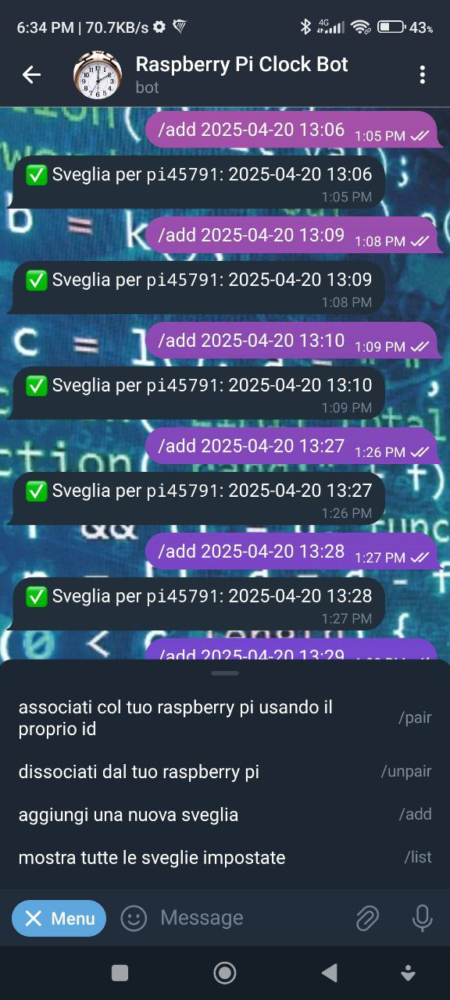 6:34 PM | 70.7KB/s
4G
43%
Raspberry Pi Clock Bot
bot
/add 2025-04-20 13:06 1:05 PM
✅ Sveglia per pi45791: 2025-04-20 13:06
1:05 PM
/add 2025-04-20 13:09 1:08 PM
✅ Sveglia per pi45791: 2025-04-20 13:09
1:08 PM
/add 2025-04-20 13:10 1:09 PM
✅ Sveglia per pi45791: 2025-04-20 13:10
1:09 PM
/add 2025-04-20 13:27 1:26 PM
✅ Sveglia per pi45791: 2025-04-20 13:27
1:26 PM
/add 2025-04-20 13:28 1:27 PM
✅ Sveglia per pi45791: 2025-04-20 13:28
1:27 PM
/add 2025-04-20 13:29
associati col tuo raspberry pi usando il
proprio id
/pair
dissociati dal tuo raspberry pi /unpair
aggiungi una nuova sveglia /add
mostra tutte le sveglie impostate /list
Menu Message